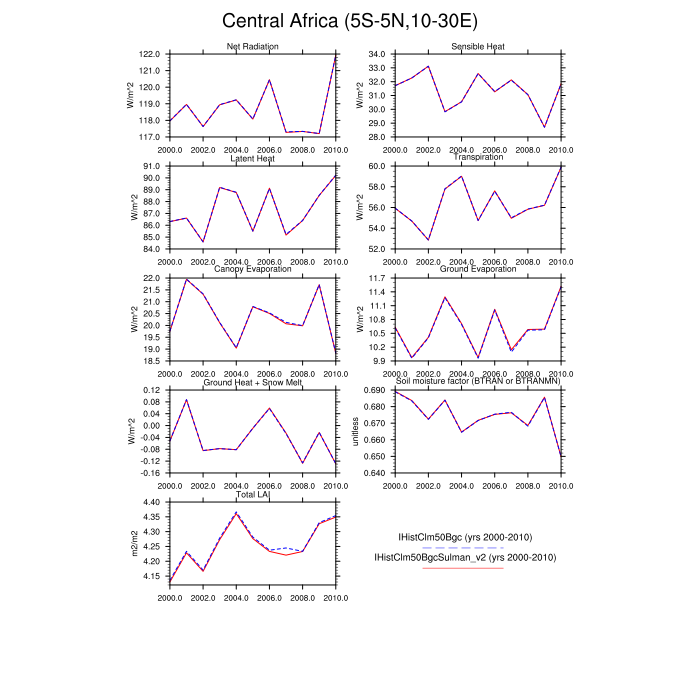 Central Africa (5S-5N,10-30E)
Net Radiation
W/m^2
122.0
121.0
120.0
119.0
118.0
117.0
2000.0 2002.0 2004.0 2006.0 2008.0 2010.0
Sensible Heat
W/m^2
34.0
33.0
32.0
31.0
30.0
29.0
28.0
2000.0 2002.0 2004.0 2006.0 2008.0 2010.0
Latent Heat
W/m^2
91.0
90.0
89.0
88.0
87.0
86.0
85.0
84.0
2000.0 2002.0 2004.0 2006.0 2008.0 2010.0
Transpiration
W/m^2
60.0
58.0
56.0
54.0
52.0
2000.0 2002.0 2004.0 2006.0 2008.0 2010.0
Canopy Evaporation
W/m^2
22.0
21.5
21.0
20.5
20.0
19.5
19.0
18.5
2000.0 2002.0 2004.0 2006.0 2008.0 2010.0
Ground Evaporation
W/m^2
11.7
11.4
11.1
10.8
10.5
10.2
9.9
2000.0 2002.0 2004.0 2006.0 2008.0 2010.0
Ground Heat + Snow Melt
W/m^2
0.12
0.08
0.04
0.00
-0.04
-0.08
-0.12
-0.16
2000.0 2002.0 2004.0 2006.0 2008.0 2010.0
Soil moisture factor (BTRAN or BTRANMN)
unitless
0.690
0.680
0.670
0.660
0.650
0.640
2000.0 2002.0 2004.0 2006.0 2008.0 2010.0
Total LAI
m2/m2
4.40
4.35
4.30
4.25
4.20
4.15
2000.0 2002.0 2004.0 2006.0 2008.0 2010.0
IHistClm50Bgc (yrs 2000-2010)
IHistClm50BgcSulman_v2 (yrs 2000-2010)